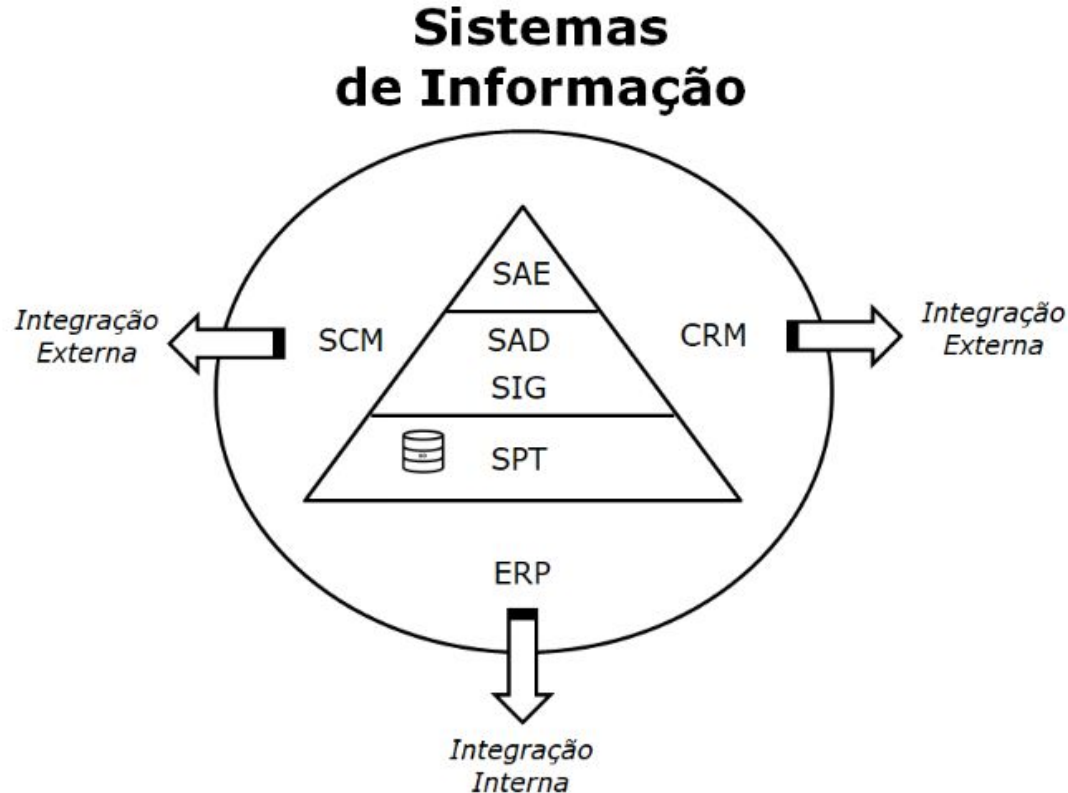 Sistemas
de Informação
SAE
Integração
Externa
SCM
SAD
CRM
Integração
Externa
SIG
SPT
ERP
Integração
Interna